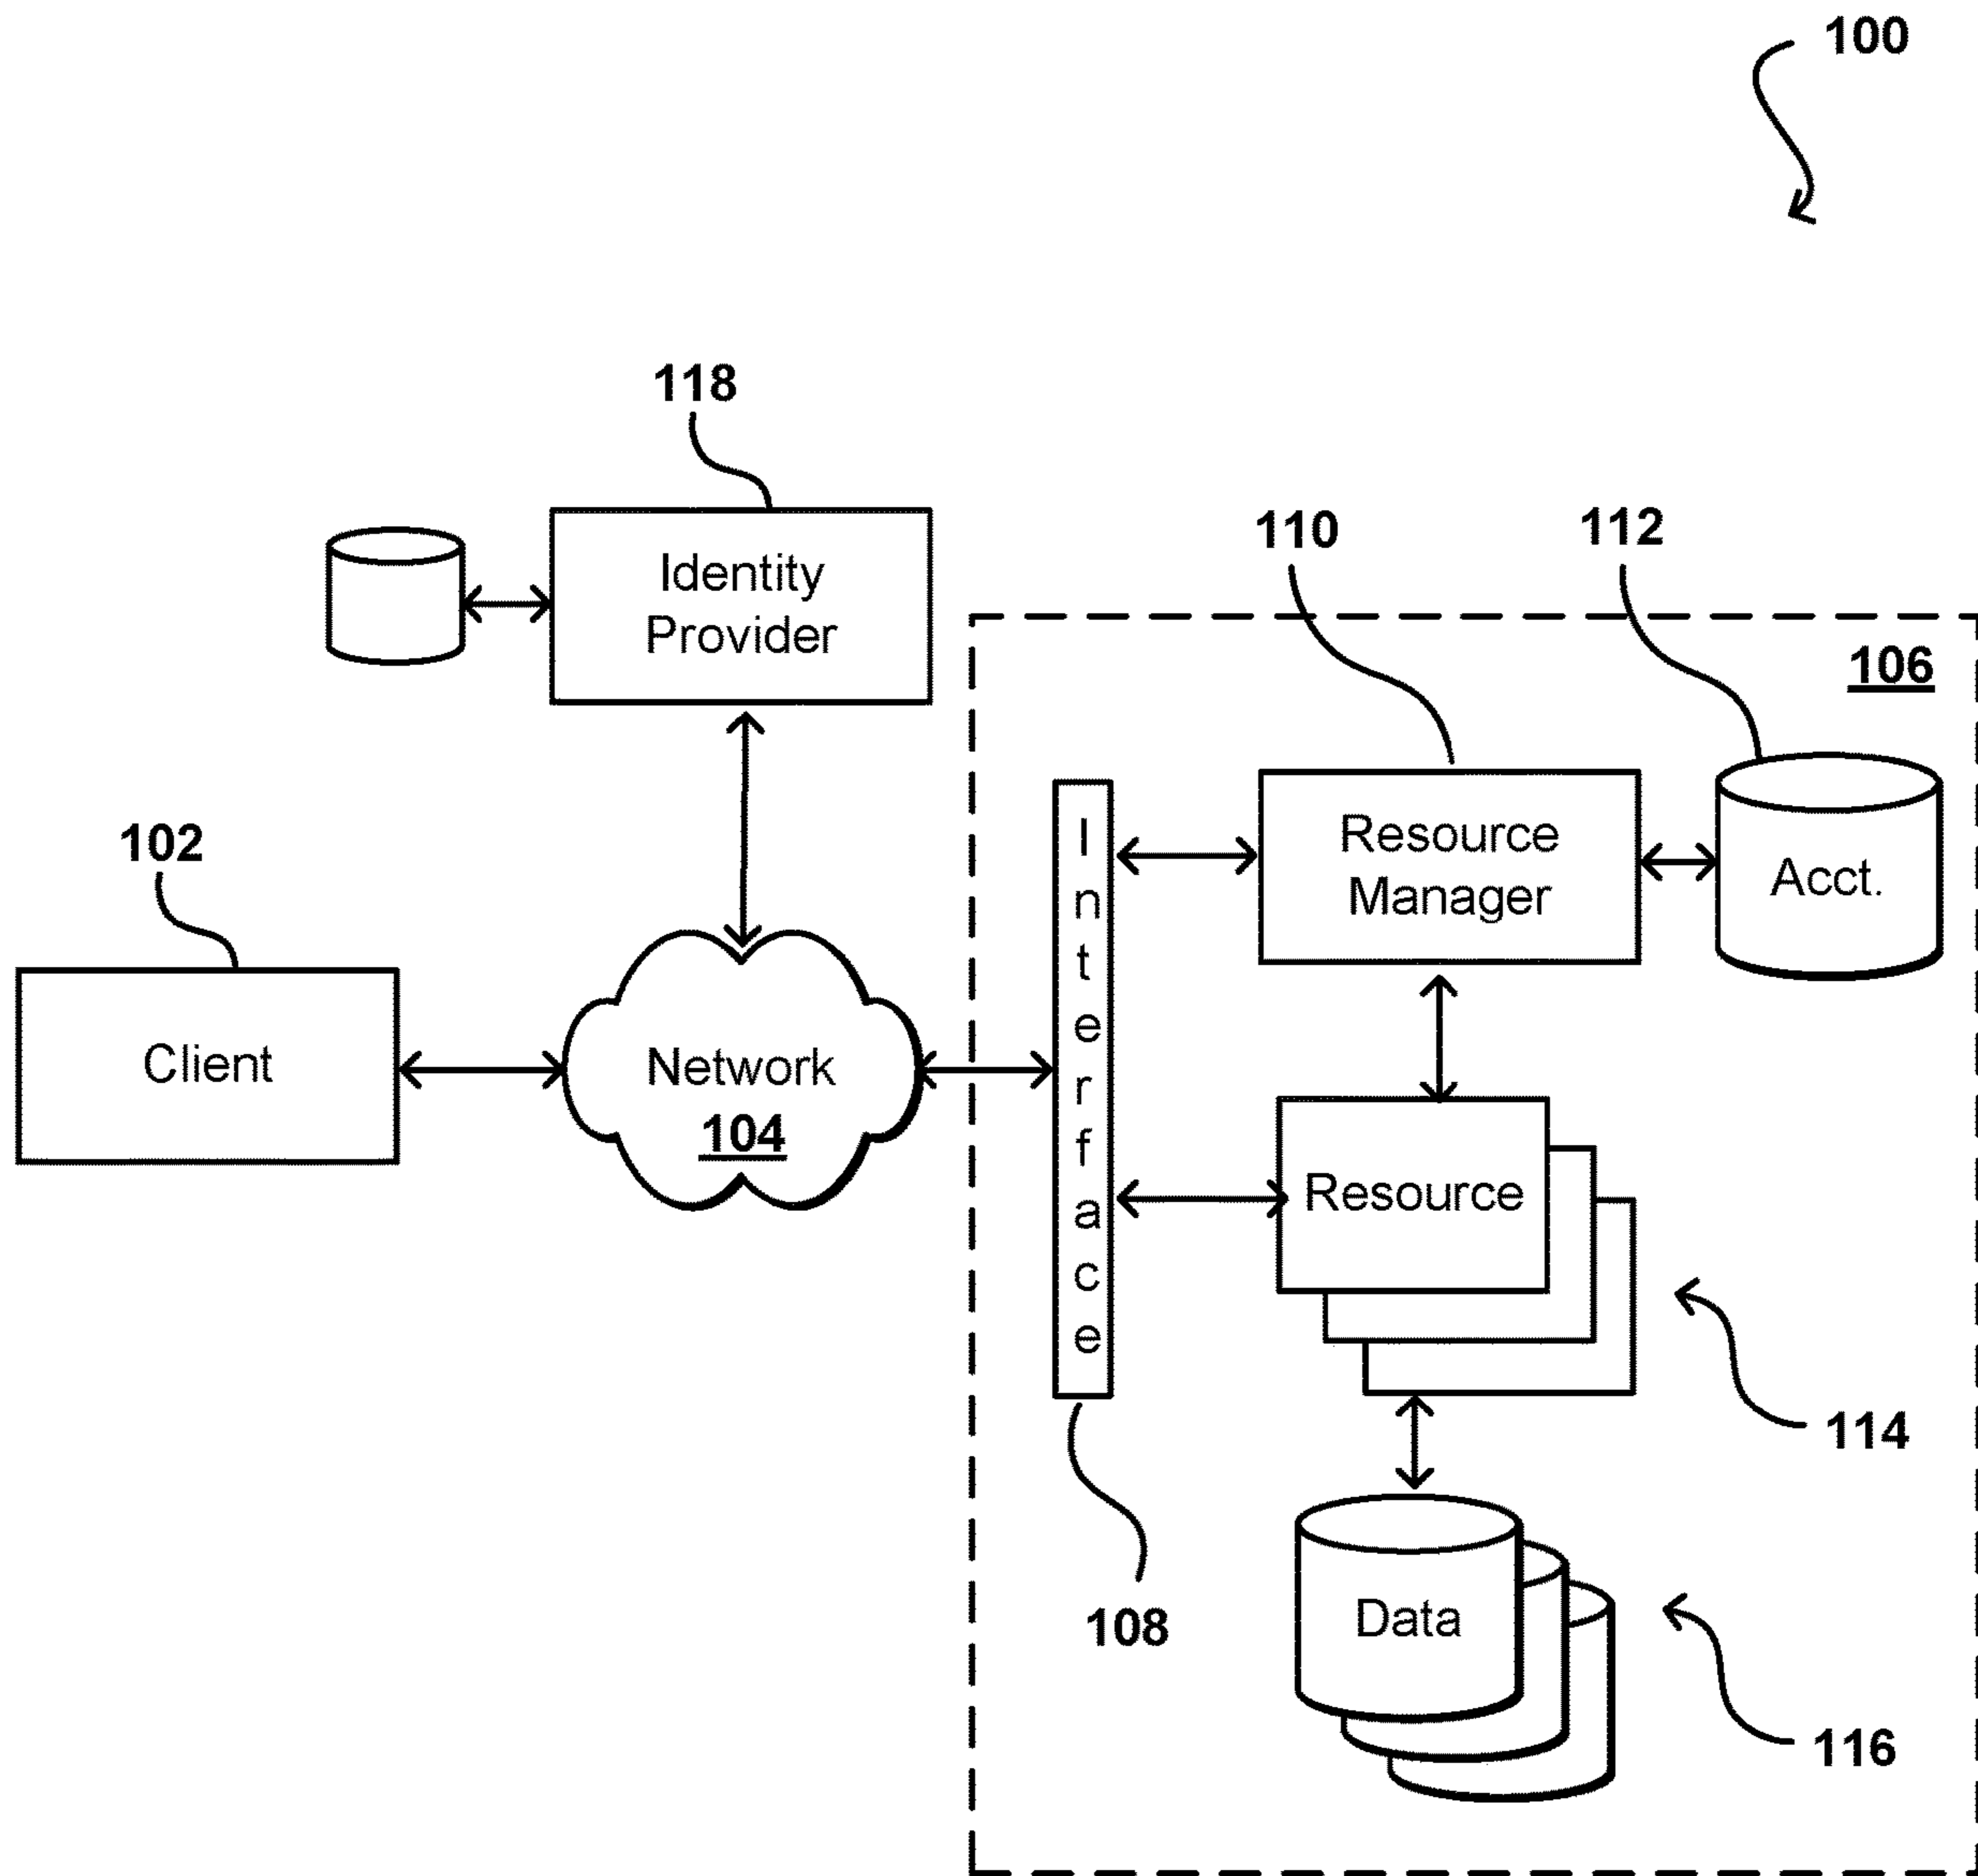 100
118
Identity
Provider
110
112
106
102
Resource
Manager
Acct.
Client
Network
104
Interface
Resource
114
108
Data
116